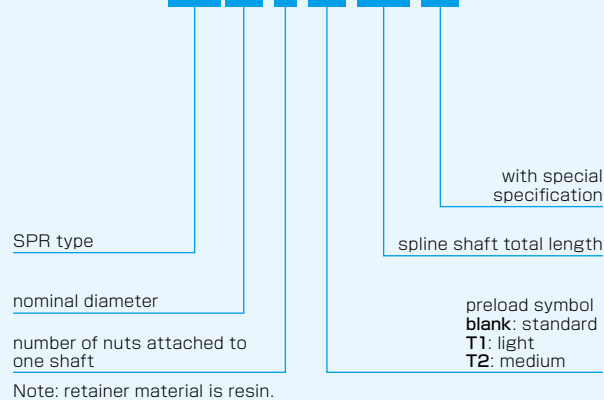 SPR type
nominal diameter
number of nuts attached to
one shaft
Note: retainer material is resin.
with special
specification
spline shaft total length
preload symbol
blank: standard
T1: light
T2: medium